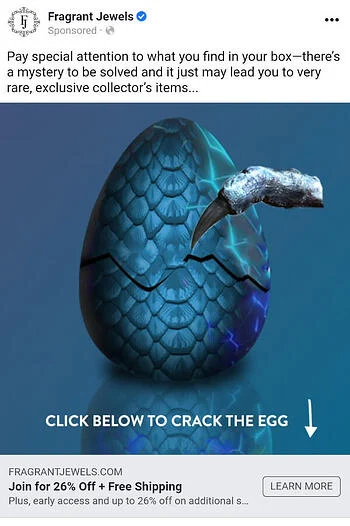 FJ
Fragrant Jewels
Sponsored ·
Pay special attention to what you find in your box—there's
a mystery to be solved and it just may lead you to very
rare, exclusive collector's items...
CLICK BELOW TO CRACK THE EGG
FRAGRANTJEWELS.COM
Join for 26% Off + Free Shipping
LEARN MORE
Plus, early access and up to 26% off on additional s...